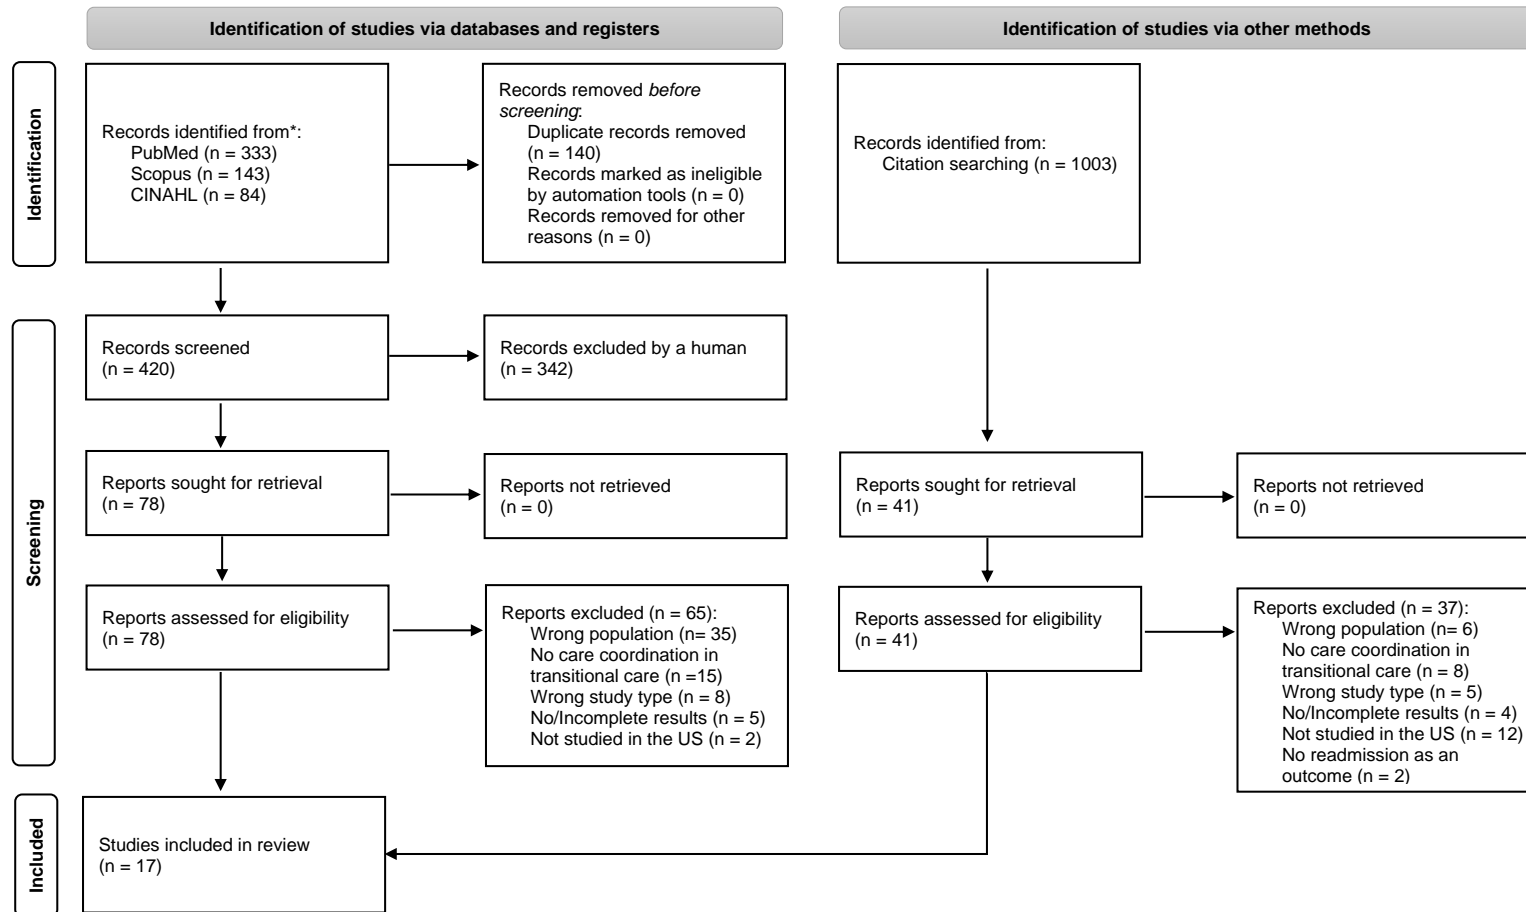 Identification of studies via databases and registers
Identification of studies via other methods
Identification
Records identified from*:
PubMed (n = 333)
Scopus (n = 143)
CINAHL (n = 84)
Records removed before
screening:
Duplicate records removed
(n = 140)
Records marked as ineligible
by automation tools (n = 0)
Records removed for other
reasons (n = 0)
Records identified from:
Citation searching (n = 1003)
Screening
Records screened
(n = 420)
Records excluded by a human
(n = 342)
Reports sought for retrieval
(n = 78)
Reports not retrieved
(n = 0)
Reports sought for retrieval
(n = 41)
Reports not retrieved
(n = 0)
Reports assessed for eligibility
(n = 78)
Reports excluded (n = 65):
Wrong population (n= 35)
No care coordination in
transitional care (n =15)
Wrong study type (n = 8)
No/Incomplete results (n = 5)
Not studied in the US (n = 2)
Reports assessed for eligibility
(n = 41)
Reports excluded (n = 37):
Wrong population (n= 6)
No care coordination in
transitional care (n = 8)
Wrong study type (n = 5)
No/Incomplete results (n = 4)
Not studied in the US (n = 12)
No readmission as an
outcome (n = 2)
Included
Studies included in review
(n = 17)